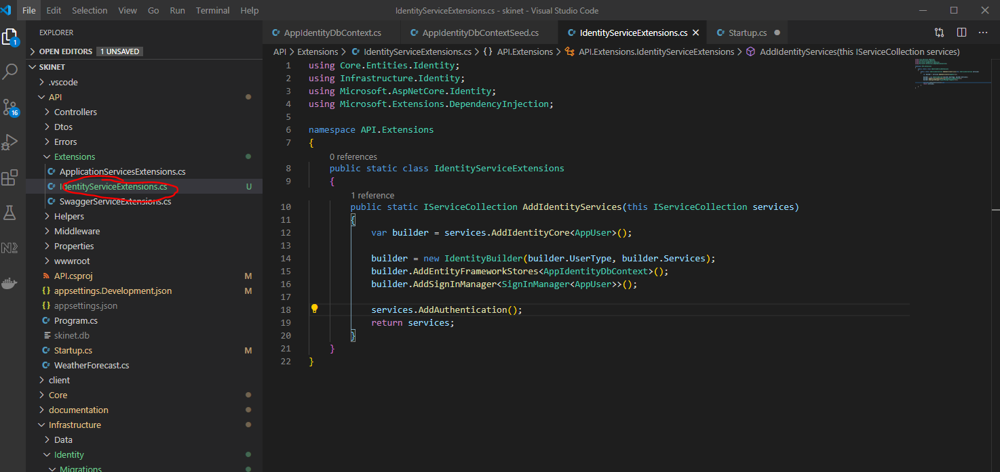 File Edit Selection View Go Run Terminal Help IdentityServiceExtensions.cs - skinet - Visual Studio Code
EXPLORER
OPEN EDITORS 1 UNSAVED
SKINET
.vscode
API
Controllers
Dtos
Errors
Extensions
ApplicationServicesExtensions.cs
IdentityServiceExtensions.cs U
SwaggerServiceExtensions.cs
Helpers
Middleware
Properties
wwwroot
API.csproj M
appsettings.Development.json M
appsettings.json
Program.cs
skinet.db
Startup.cs M
WeatherForecast.cs
client
Core
documentation
Infrastructure
Data
Identity
Migrations
1
16
AppIdentityDbContext.cs AppIdentityDbContextSeed.cs IdentityServiceExtensions.cs Startup.cs
API > Extensions > IdentityServiceExtensions.cs > {} API.Extensions > API.Extensions.IdentityServiceExtensions > AddIdentityServices(this IServiceCollection services)
1 using Core.Entities.Identity;
2 using Infrastructure.Identity;
3 using Microsoft.AspNetCore.Identity;
4 using Microsoft.Extensions.DependencyInjection;
5
6 namespace API.Extensions
7 {
0 references
8 public static class IdentityServiceExtensions
9 {
1 reference
10 public static IServiceCollection AddIdentityServices(this IServiceCollection services)
11 {
12 var builder = services.AddIdentityCore<AppUser>();
13
14 builder = new IdentityBuilder(builder.UserType, builder.Services);
15 builder.AddEntityFrameworkStores<AppIdentityDbContext>();
16 builder.AddSignInManager<SignInManager<AppUser>>();
17
18 services.AddAuthentication();
19 return services;
20 }
21 }
22 }